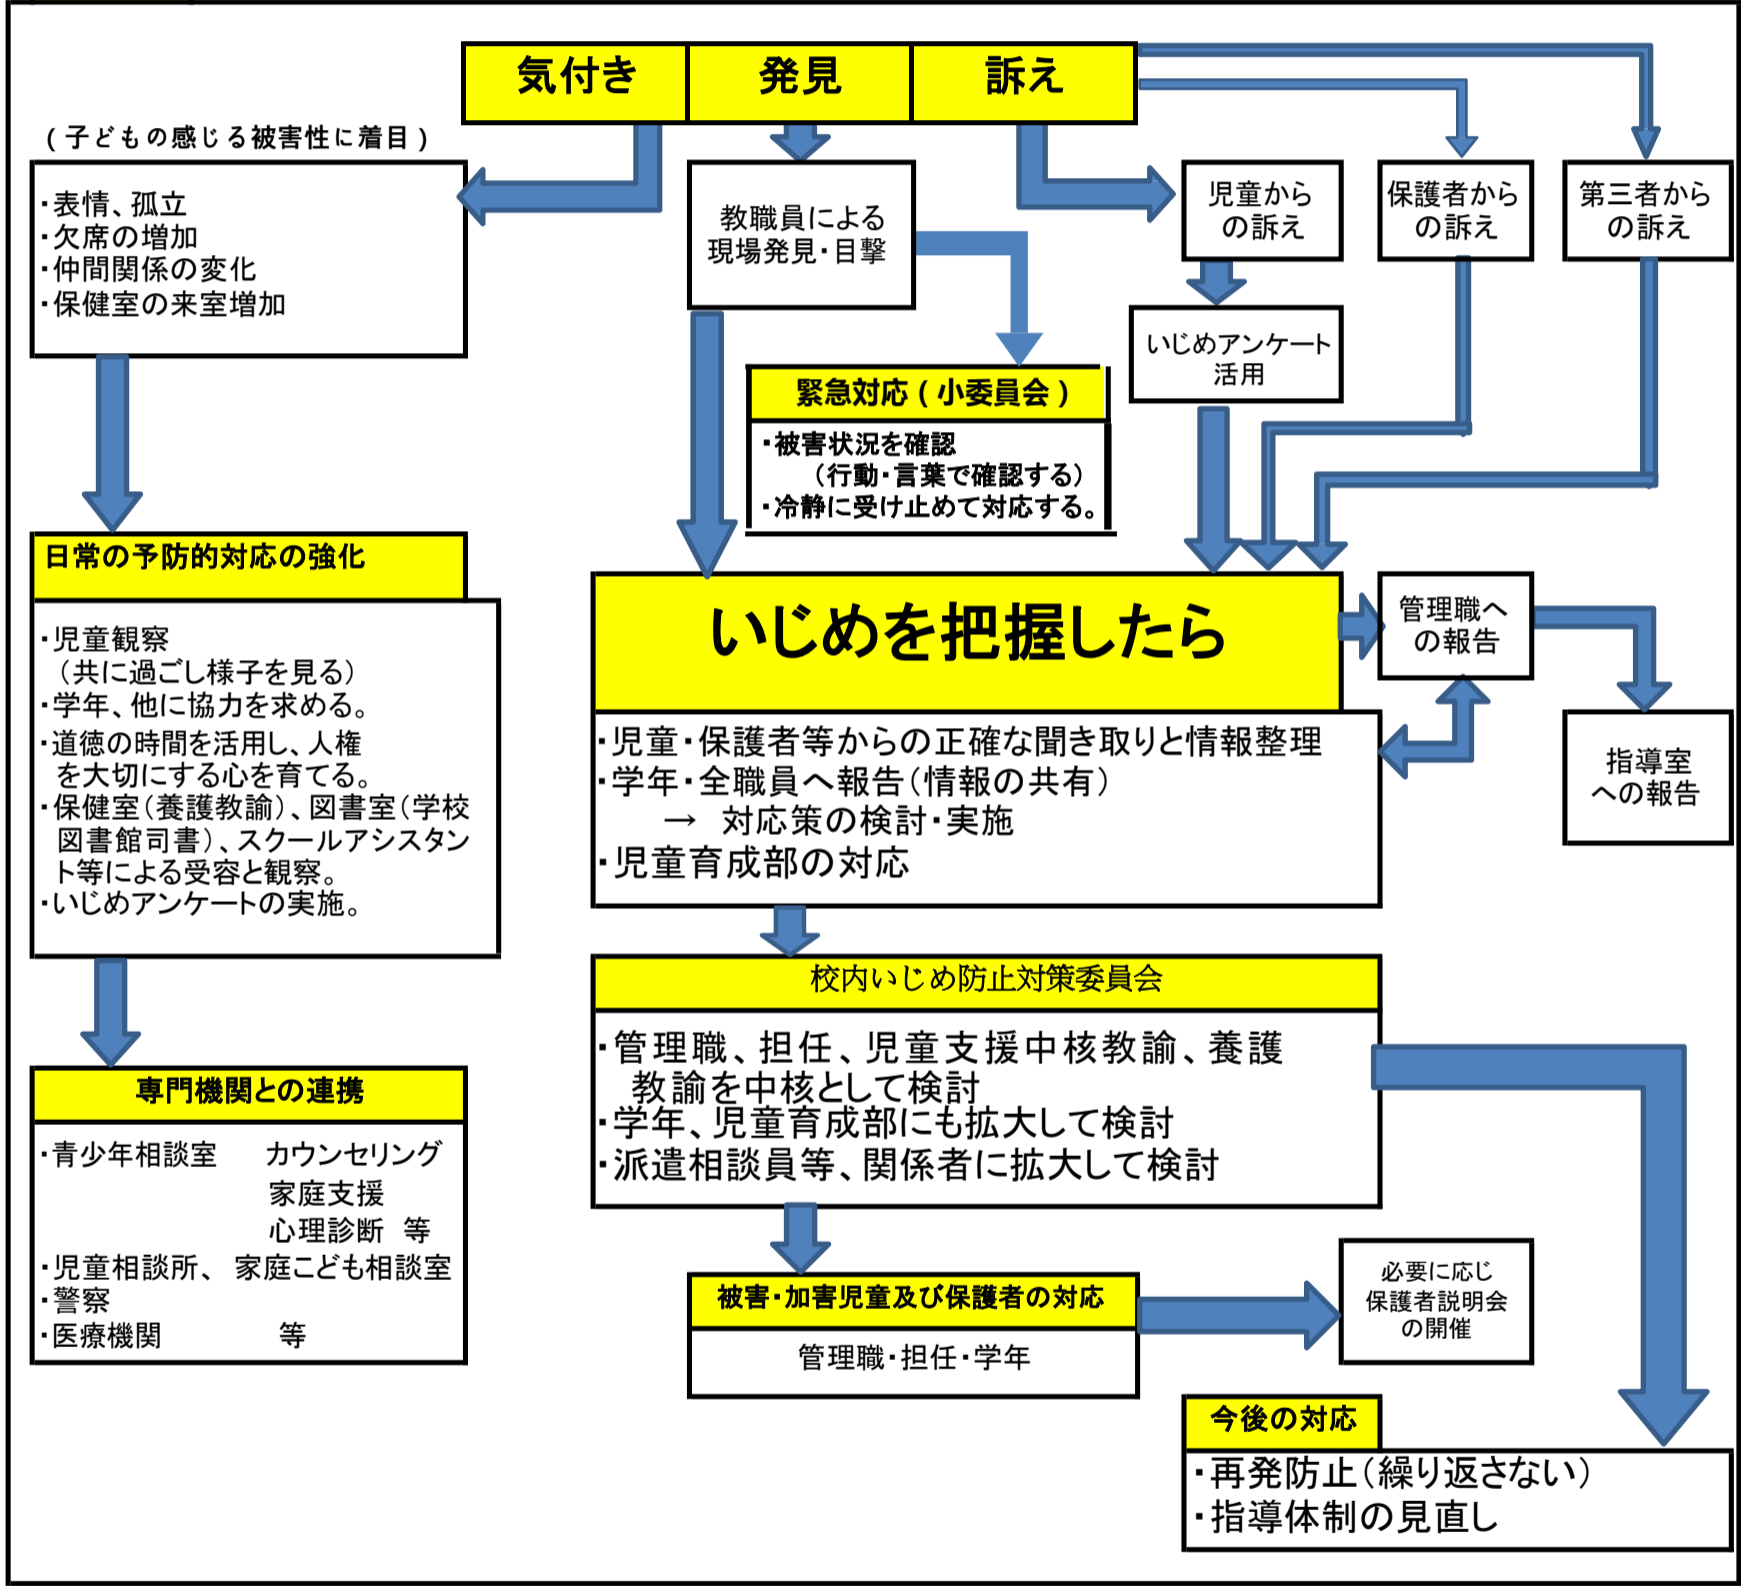 気付き
発見
訴え
(子どもの感じる被害性に着目)
・表情、孤立
・欠席の増加
・仲間関係の変化
・保健室の来室増加
教職員による
現場発見・目撃
児童から
の訴え
保護者から
の訴え
第三者から
の訴え
いじめアンケート
活用
緊急対応(小委員会)
・被害状況を確認
(行動・言葉で確認する)
・冷静に受け止めて対応する。
日常の予防的対応の強化
・児童観察
(共に過ごし様子を見る)
・学年、他に協力を求める。
・道徳の時間を活用し、人権
を大切にする心を育てる。
・保健室(養護教諭)、図書室(学校
図書館司書)、スクールアシスタン
ト等による受容と観察。
・いじめアンケートの実施。
いじめを把握したら
・児童・保護者等からの正確な聞き取りと情報整理
・学年・全職員へ報告(情報の共有)
→ 対応策の検討・実施
・児童育成部の対応
管理職へ
の報告
指導室
への報告
校内いじめ防止対策委員会
・管理職、担任、児童支援中核教諭、養護
教諭を中核として検討
・学年、児童育成部にも拡大して検討
・派遣相談員等、関係者に拡大して検討
専門機関との連携
・青少年相談室 カウンセリング
家庭支援
心理診断 等
・児童相談所、 家庭こども相談室
・警察
・医療機関 等
被害・加害児童及び保護者の対応
管理職・担任・学年
必要に応じ
保護者説明会
の開催
今後の対応
・再発防止(繰り返さない)
・指導体制の見直し